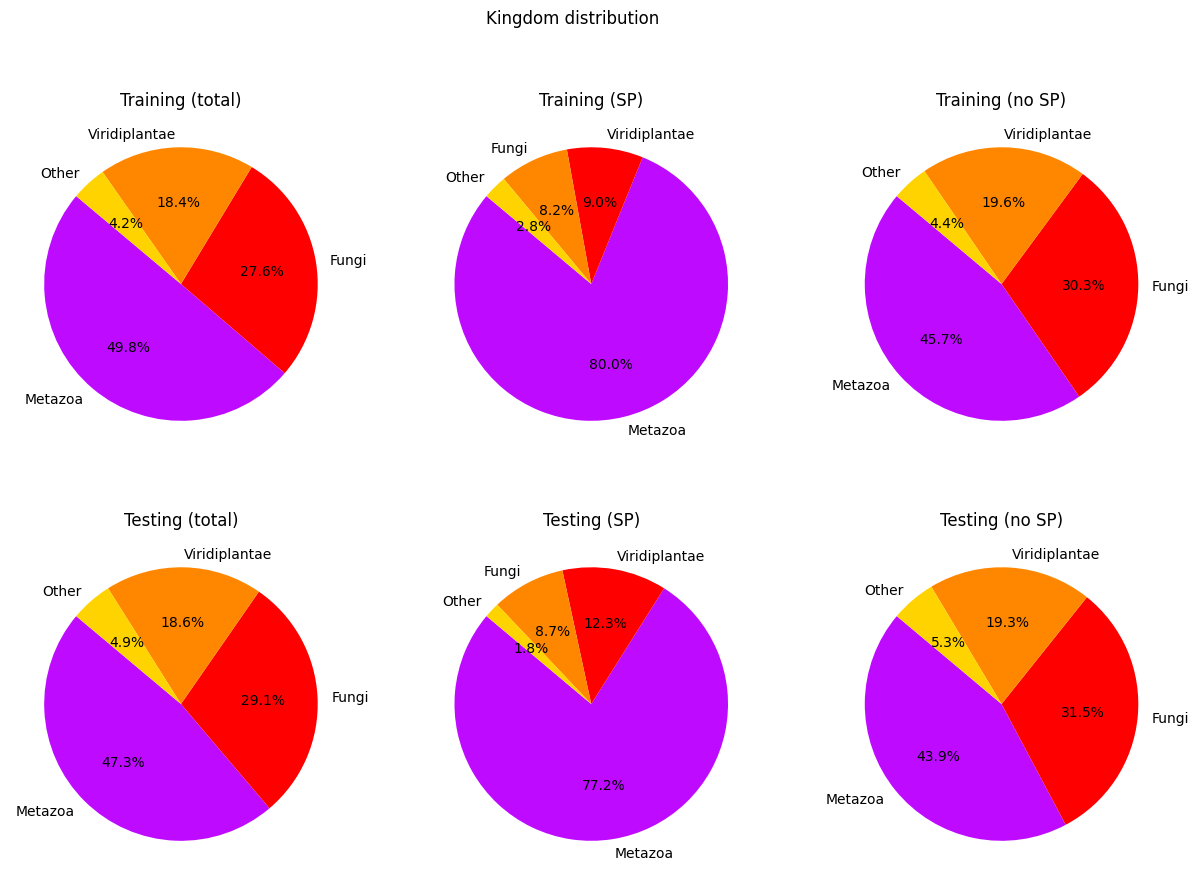 Kingdom distribution
Training (total)
Viridiplantae
Other
18.4%
4.2%
Fungi
27.6%
49.8%
Metazoa
Training (SP)
Viridiplantae
Fungi
Other
9.0%
8.2%
2.8%
80.0%
Metazoa
Training (no SP)
Viridiplantae
Other
19.6%
4.4%
Fungi
30.3%
45.7%
Metazoa
Testing (total)
Viridiplantae
Other
18.6%
4.9%
Fungi
29.1%
47.3%
Metazoa
Testing (SP)
Viridiplantae
Fungi
Other
12.3%
8.7%
1.8%
77.2%
Metazoa
Testing (no SP)
Viridiplantae
Other
19.3%
5.3%
Fungi
31.5%
43.9%
Metazoa